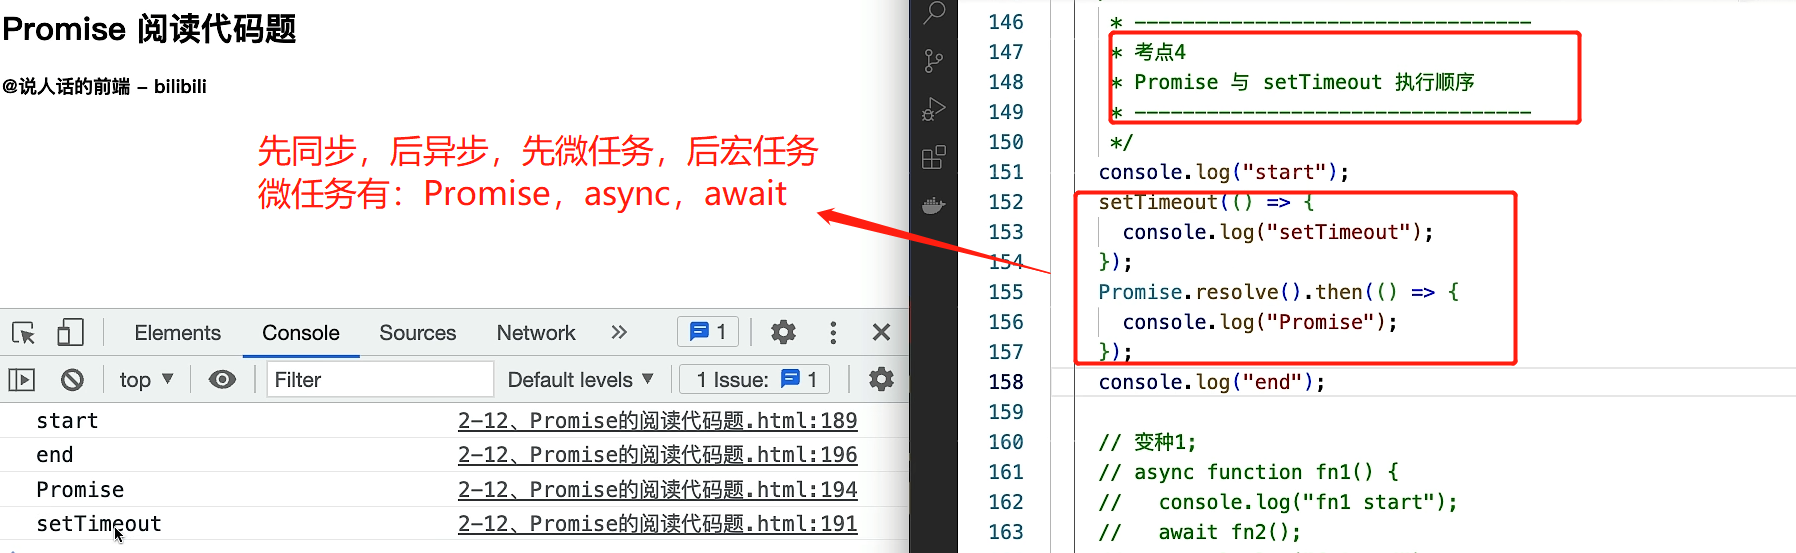 Promise 阅读代码题
@说人话的前端 – bilibili
先同步，后异步，先微任务，后宏任务
微任务有：Promise，async，await
Elements Console Sources Network » 1
top ▼ Filter Default levels ▼ 1 Issue: 1
start 2-12、Promise的阅读代码题.html:189
end 2-12、Promise的阅读代码题.html:196
Promise 2-12、Promise的阅读代码题.html:194
setTimeout 2-12、Promise的阅读代码题.html:191
146 * ---------------------------------
147 * 考点4
148 * Promise 与 setTimeout 执行顺序
149 * ---------------------------------
150 */
151 console.log("start");
152 setTimeout(() => {
153 console.log("setTimeout");
154 });
155 Promise.resolve().then(() => {
156 console.log("Promise");
157 });
158 console.log("end");
159
160 // 变种1;
161 // async function fn1() {
162 // console.log("fn1 start");
163 // await fn2();